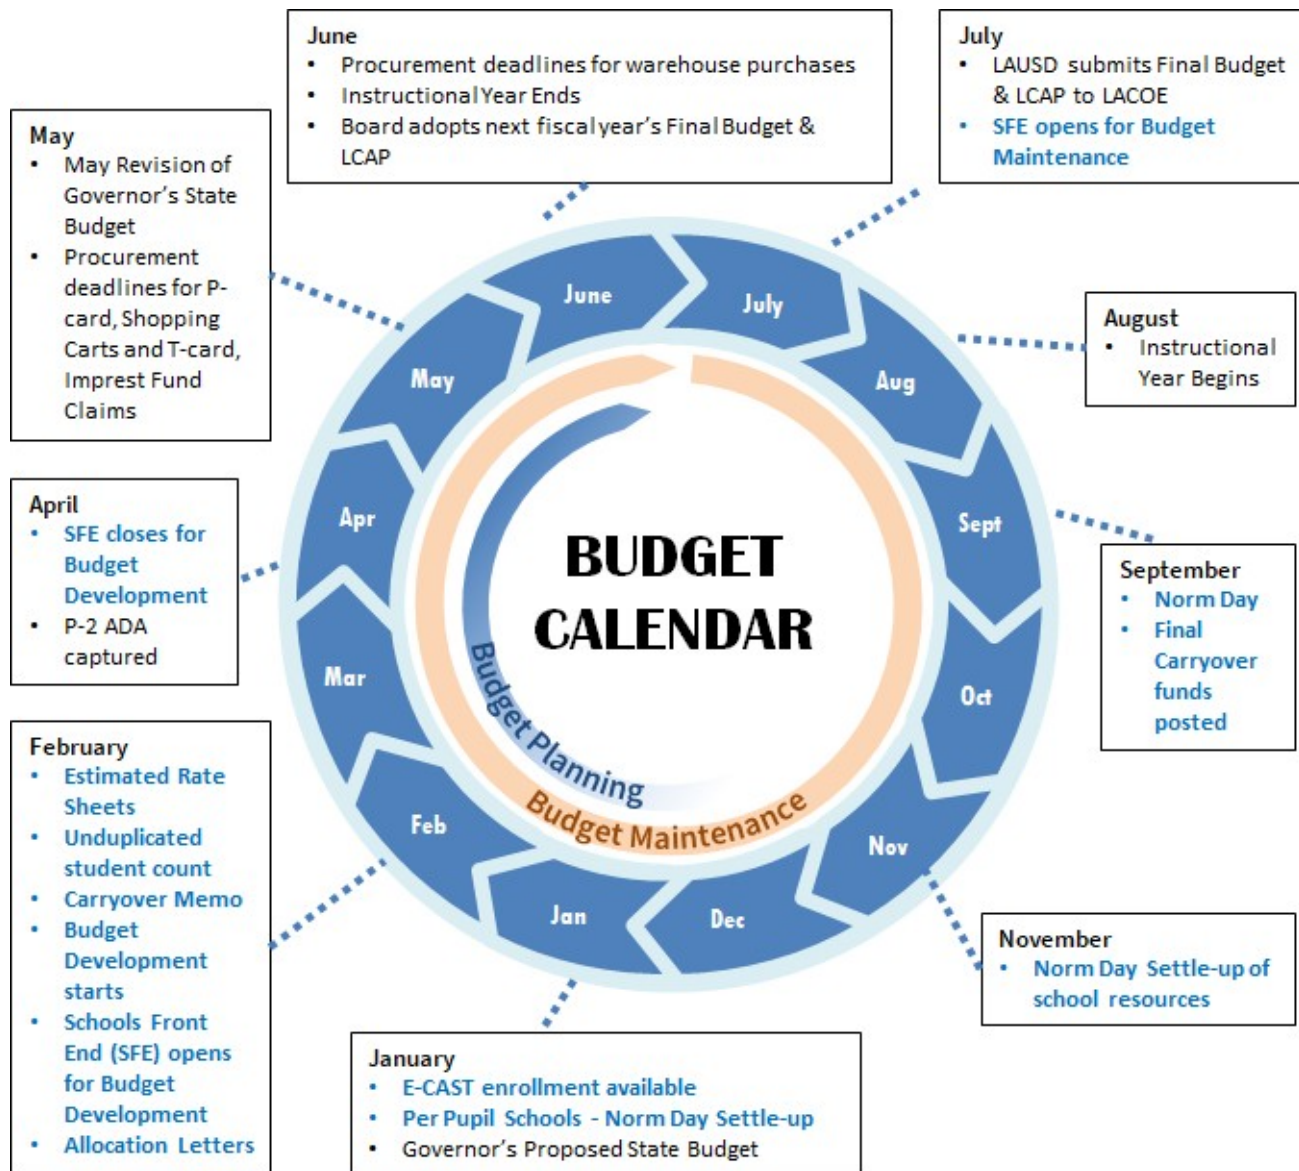 June
• Procurement deadlines for warehouse purchases
• Instructional Year Ends
• Board adopts next fiscal year's Final Budget &
LCAP
July
• LAUSD submits Final Budget
& LCAP to LACOE
• SFE opens for Budget
Maintenance
May
• May Revision of
Governor's State
Budget
• Procurement
deadlines for P-
card, Shopping
Carts and T-card,
Imprest Fund
Claims
August
• Instructional
Year Begins
April
• SFE closes for
Budget
Development
• P-2 ADA
captured
September
• Norm Day
• Final
Carryover
funds
posted
February
• Estimated Rate
Sheets
• Unduplicated
student count
• Carryover Memo
• Budget
Development
starts
• Schools Front
End (SFE) opens
for Budget
Development
• Allocation Letters
November
• Norm Day Settle-up of
school resources
January
• E-CAST enrollment available
• Per Pupil Schools - Norm Day Settle-up
• Governor's Proposed State Budget
June
July
Aug
Sept
Oct
Nov
Dec
Jan
Feb
Mar
Apr
May
BUDGET
CALENDAR
Budget Planning
Budget Maintenance